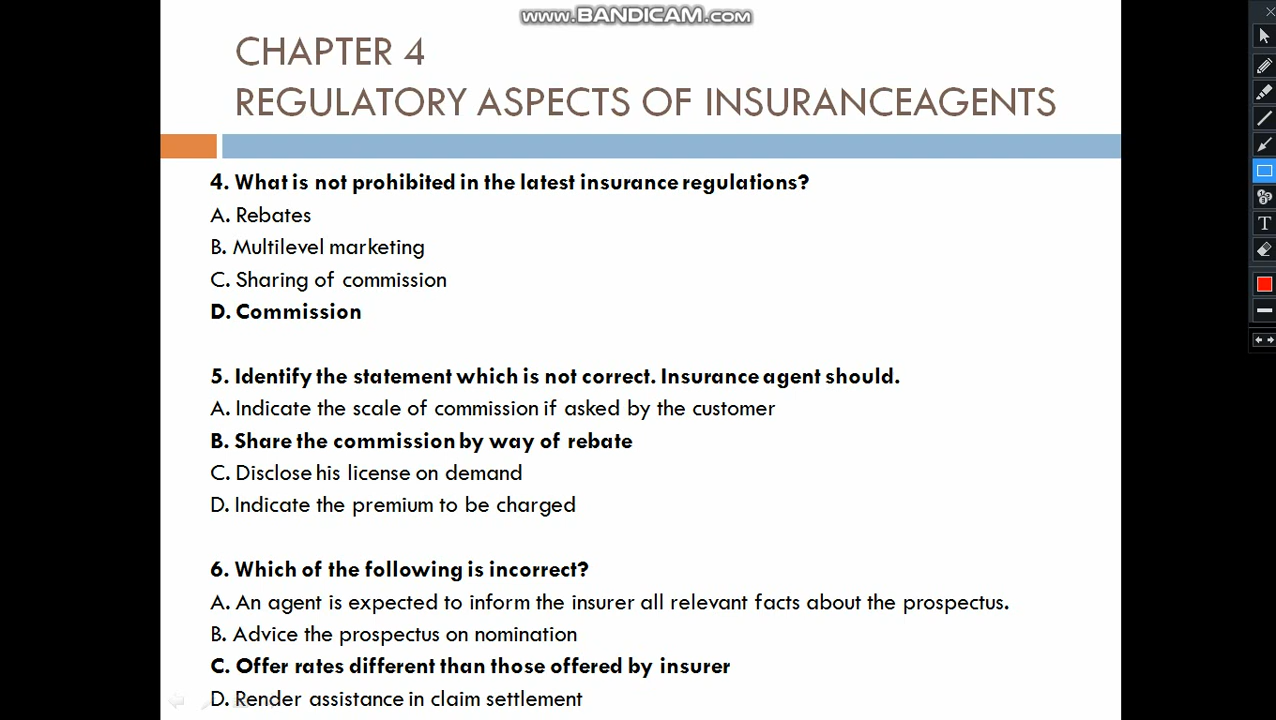 www.BANDICAM.com
CHAPTER 4
REGULATORY ASPECTS OF INSURANCEAGENTS
4. What is not prohibited in the latest insurance regulations?
A. Rebates
B. Multilevel marketing
C. Sharing of commission
D. Commission
5. Identify the statement which is not correct. Insurance agent should.
A. Indicate the scale of commission if asked by the customer
B. Share the commission by way of rebate
C. Disclose his license on demand
D. Indicate the premium to be charged
6. Which of the following is incorrect?
A. An agent is expected to inform the insurer all relevant facts about the prospectus.
B. Advice the prospectus on nomination
C. Offer rates different than those offered by insurer
D. Render assistance in claim settlement
T